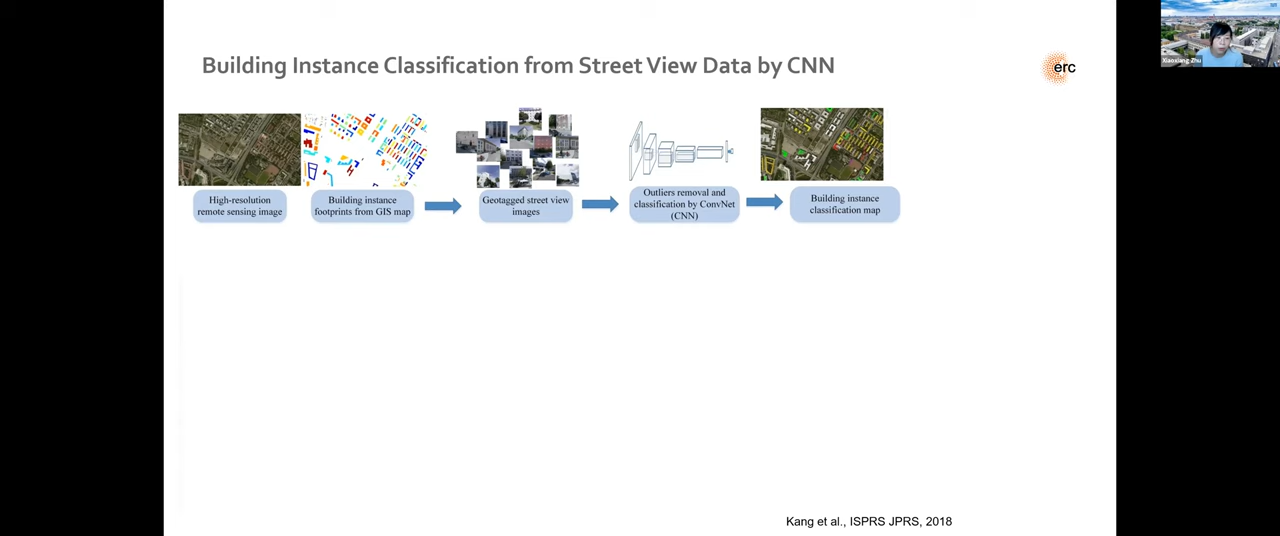 Building Instance Classification from Street View Data by CNN
erc
Xiaoxiang Zhu
High-resolution
remote sensing image
Building instance
footprints from GIS map
Geotagged street view
images
Outliers removal and
classification by ConvNet
(CNN)
Building instance
classification map
Kang et al., ISPRS JPRS, 2018